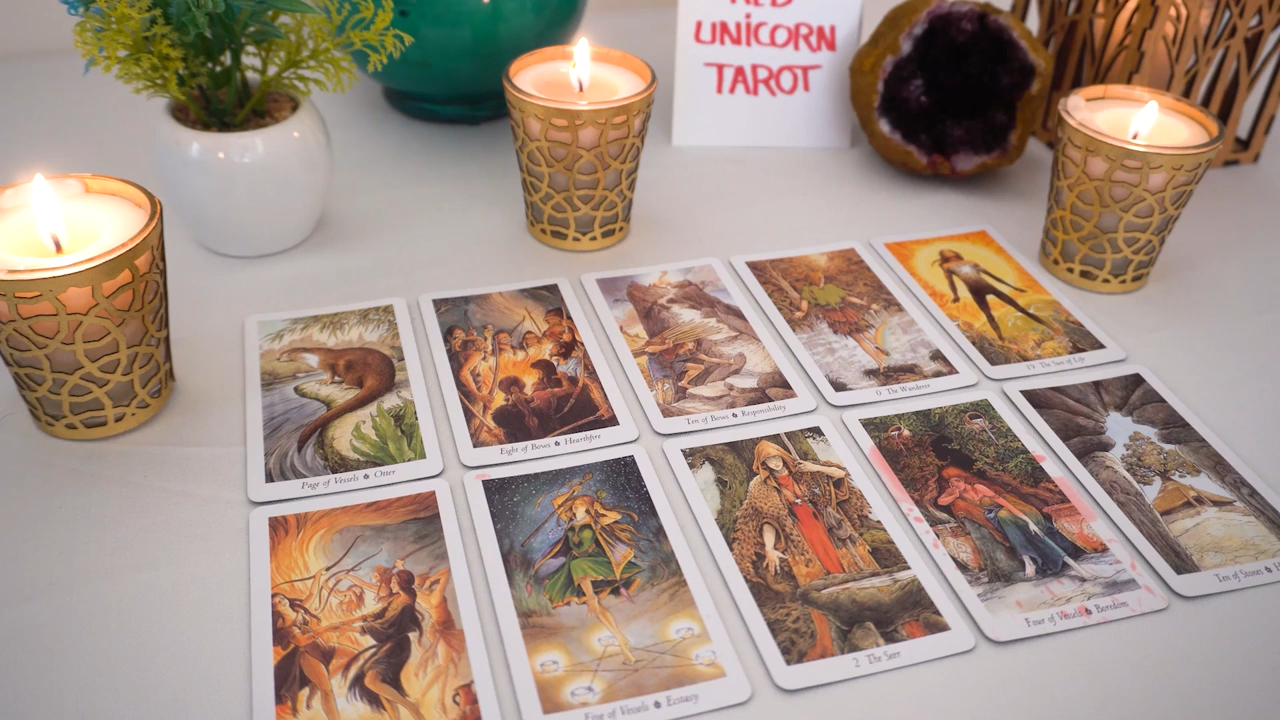 RED
UNICORN
TAROT
Page of Vessels Otter
Eight of Bows Hearthfire
Ten of Bows Responsibility
0 The Wanderer
19 The Sun of Life
Five of Vessels Ecstasy
2 The Seer
Four of Vessels Boredom
Ten of Stones H